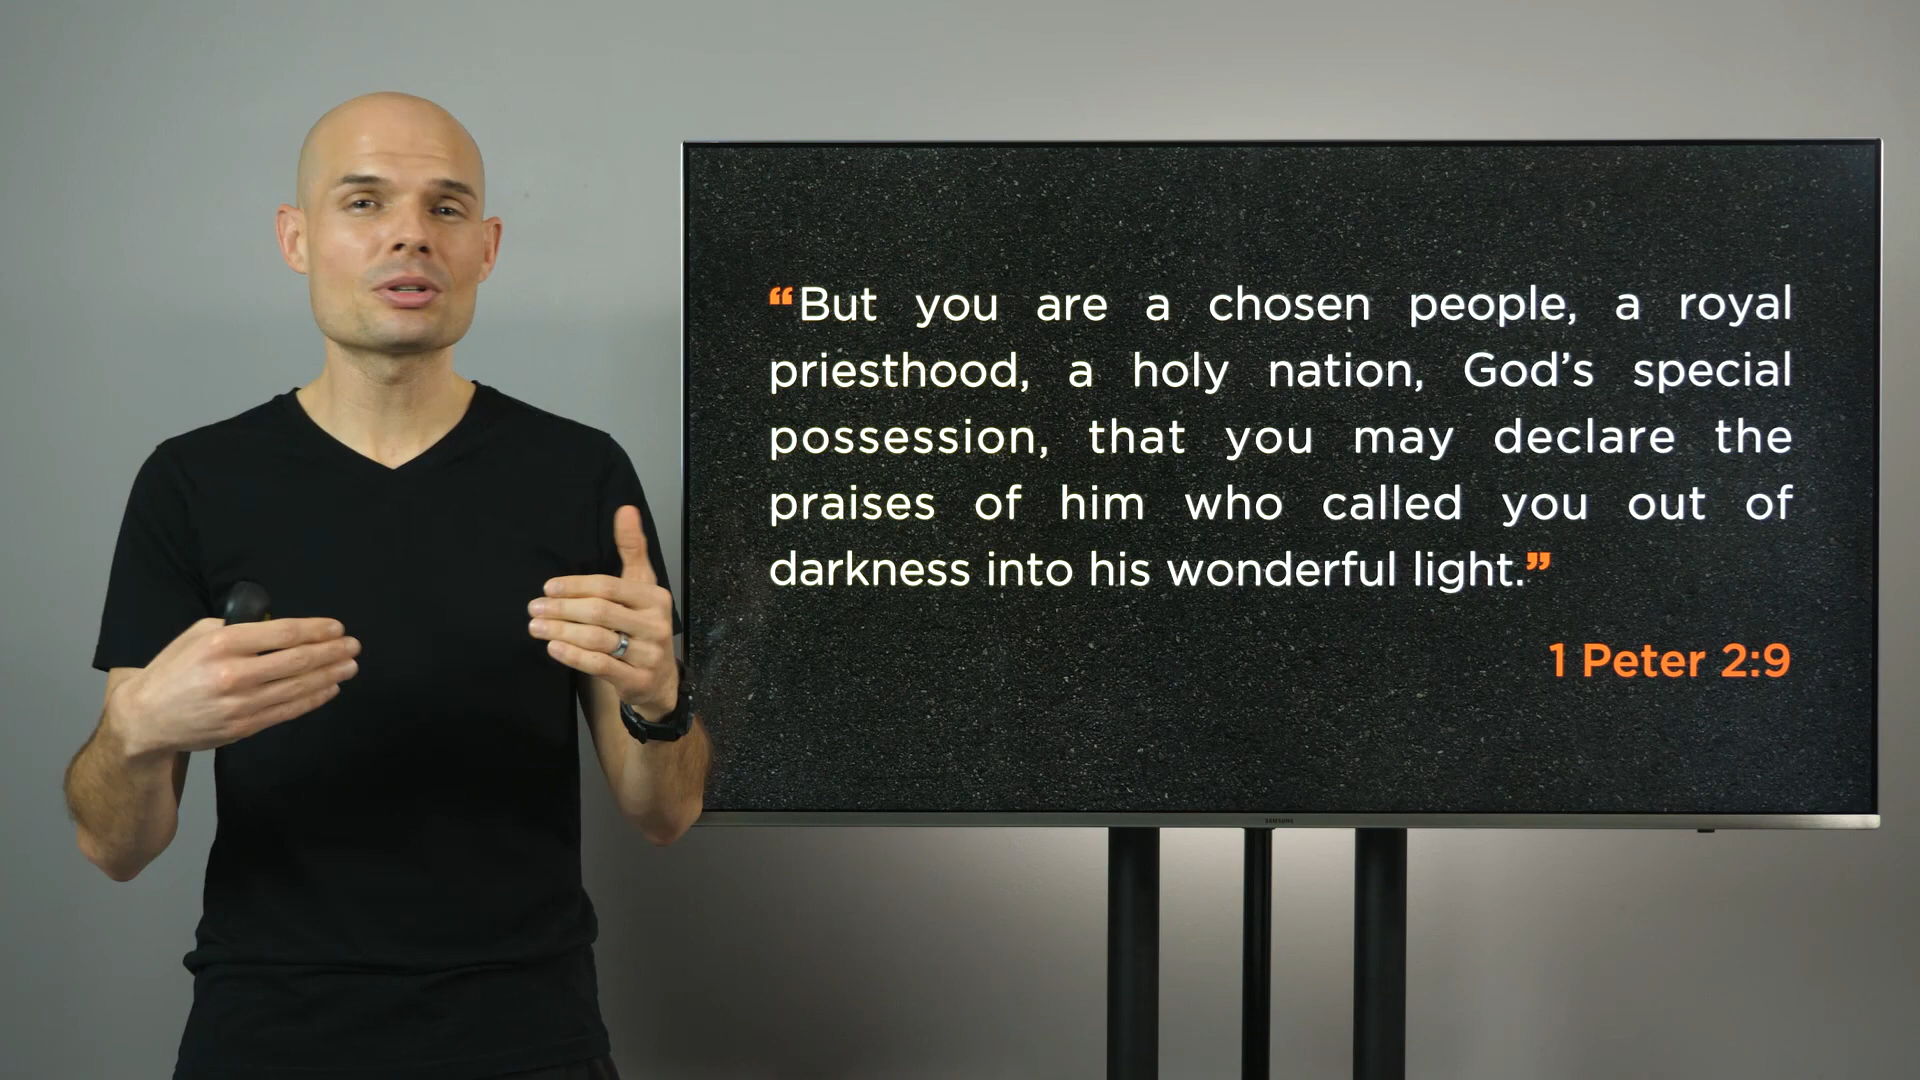 “But you are a chosen people, a royal
priesthood, a holy nation, God’s special
possession, that you may declare the
praises of him who called you out of
darkness into his wonderful light.”
1 Peter 2:9
SAMSUNG